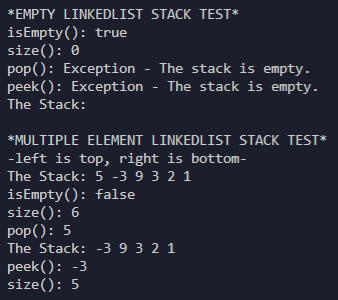 *EMPTY LINKEDLIST STACK TEST*
isEmpty(): true
size(): 0
pop(): Exception - The stack is empty.
peek(): Exception - The stack is empty.
The Stack:
*MULTIPLE ELEMENT LINKEDLIST STACK TEST*
-left is top, right is bottom-
The Stack: 5 -3 9 3 2 1
isEmpty(): false
size(): 6
pop(): 5
The Stack: -3 9 3 2 1
peek(): -3
size(): 5